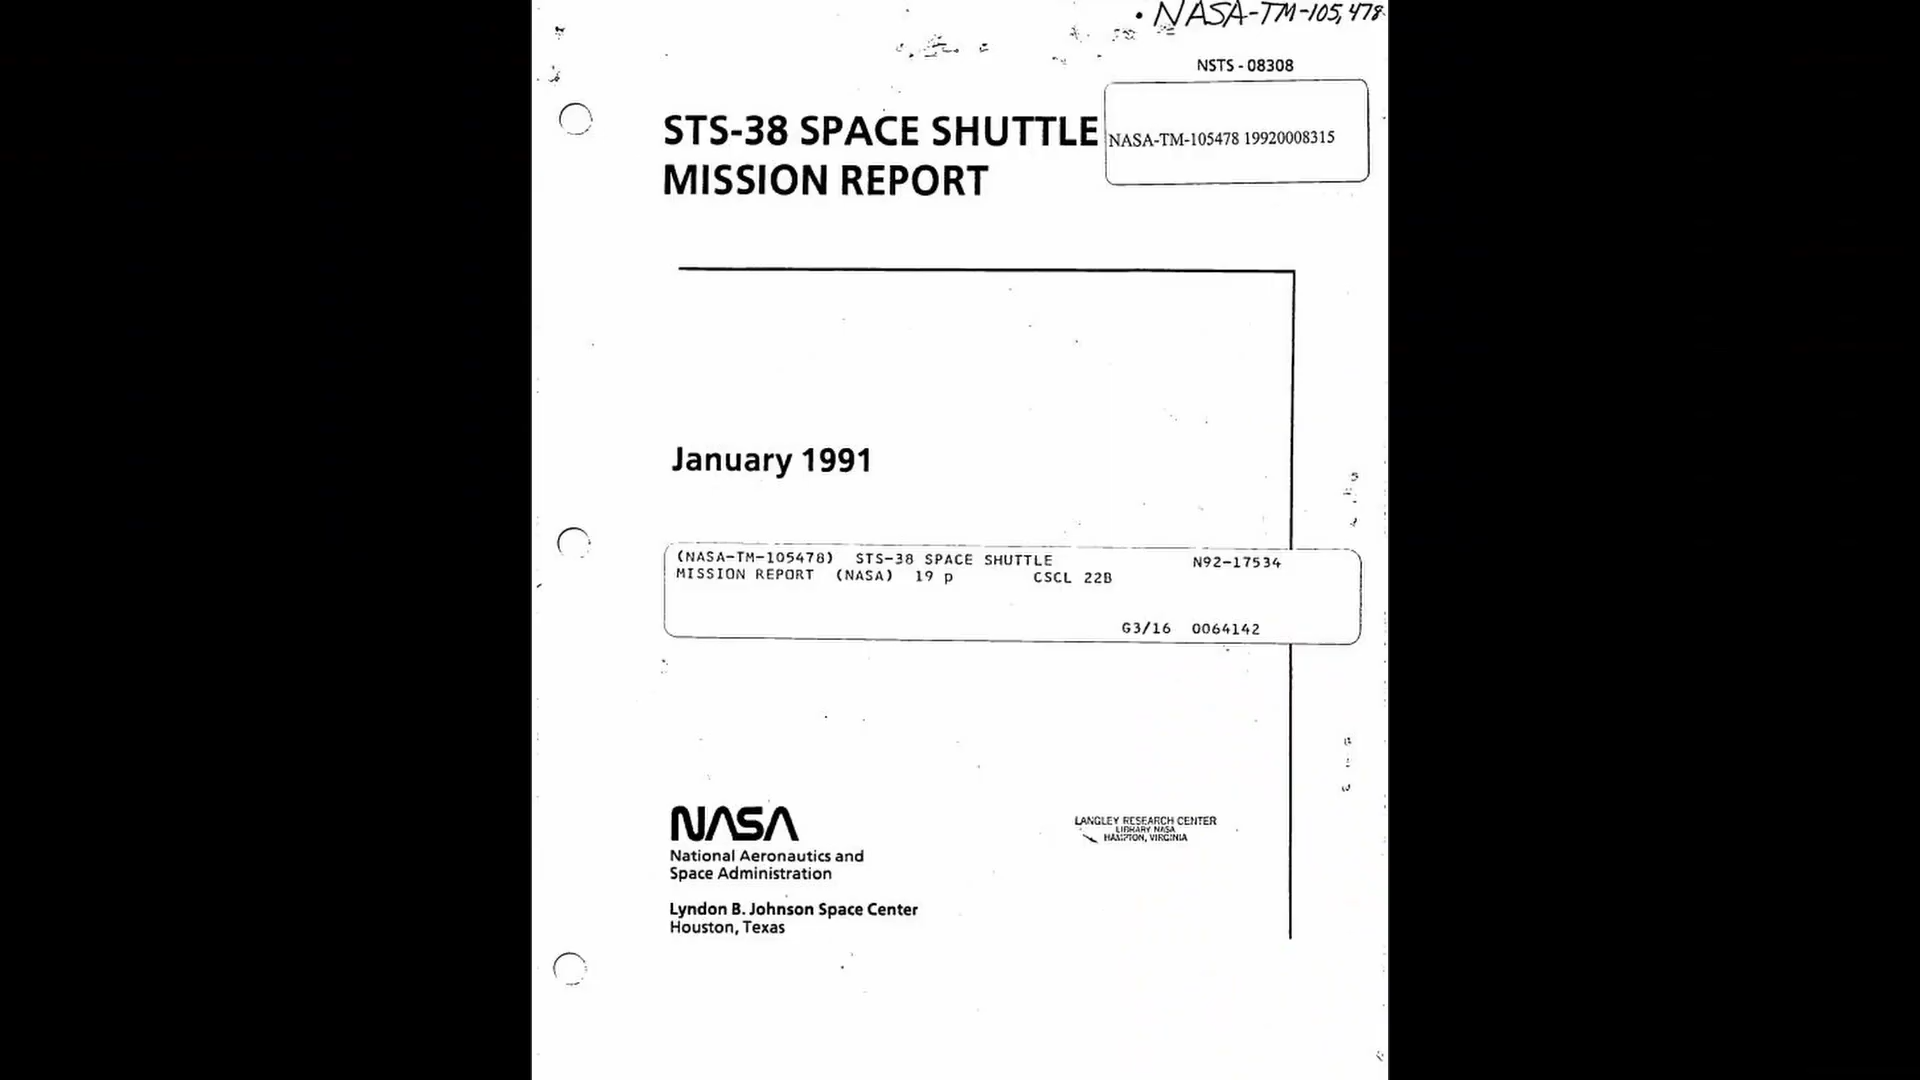 NASA-TM-105,478
NSTS - 08308
STS-38 SPACE SHUTTLE
MISSION REPORT
NASA-TM-105478 19920008315
January 1991
(NASA-TM-105478) STS-38 SPACE SHUTTLE N92-17534
MISSION REPORT (NASA) 19 p CSCL 22B
G3/16 0064142
NASA
National Aeronautics and
Space Administration
Lyndon B. Johnson Space Center
Houston, Texas
LANGLEY RESEARCH CENTER
LIBRARY NASA
HAMPTON, VIRGINIA